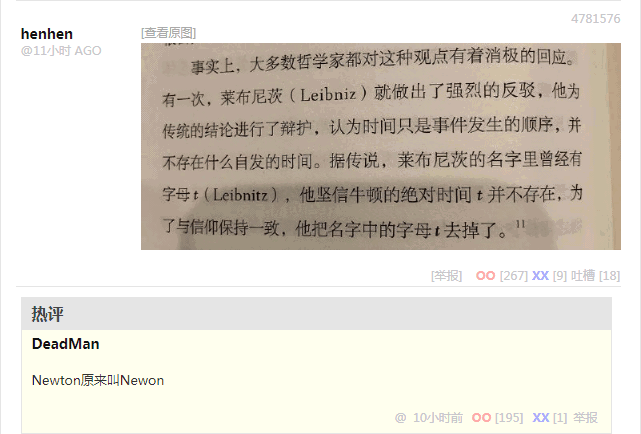 4781576
henhen
@11小时 AGO
[查看原图]
事实上，大多数哲学家都对这种观点有着消极的回应。
有一次，莱布尼茨（Leibniz）就做出了强烈的反驳，他为
传统的结论进行了辩护，认为时间只是事件发生的顺序，并
不存在什么自发的时间。据传说，莱布尼茨的名字里曾经有
字母t（Leibnitz），他坚信牛顿的绝对时间 t 并不存在，为
了与信仰保持一致，他把名字中的字母 t 去掉了。11
[举报] OO [267] XX [9] 吐槽 [18]
热评
DeadMan
Newton原来叫Newon
@ 10小时前 OO [195] XX [1] 举报